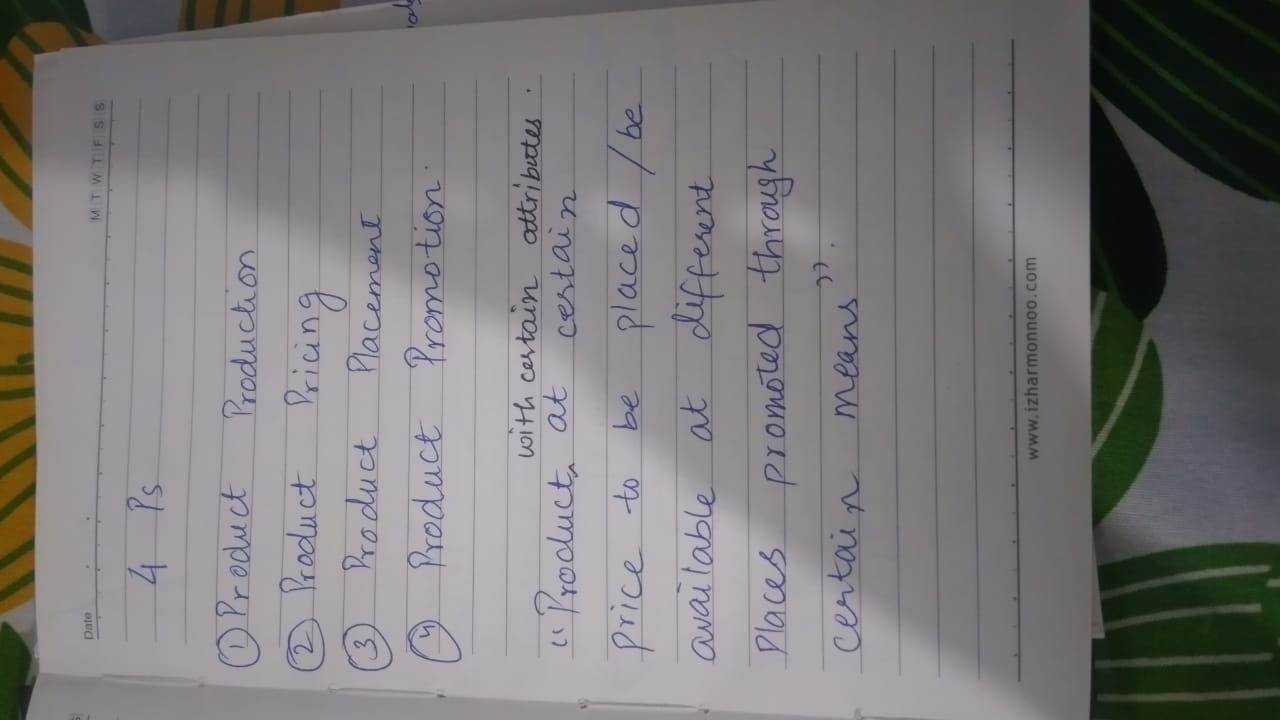 Date
M T W T F S S
4 Ps
① Product Production
② Product Pricing
③ Product Placement
④ Product Promotion.
with certain attributes.
"Product‸ at certain
price to be placed / be
available at different
Places promoted through
certain means".
www.izharmonnoo.com